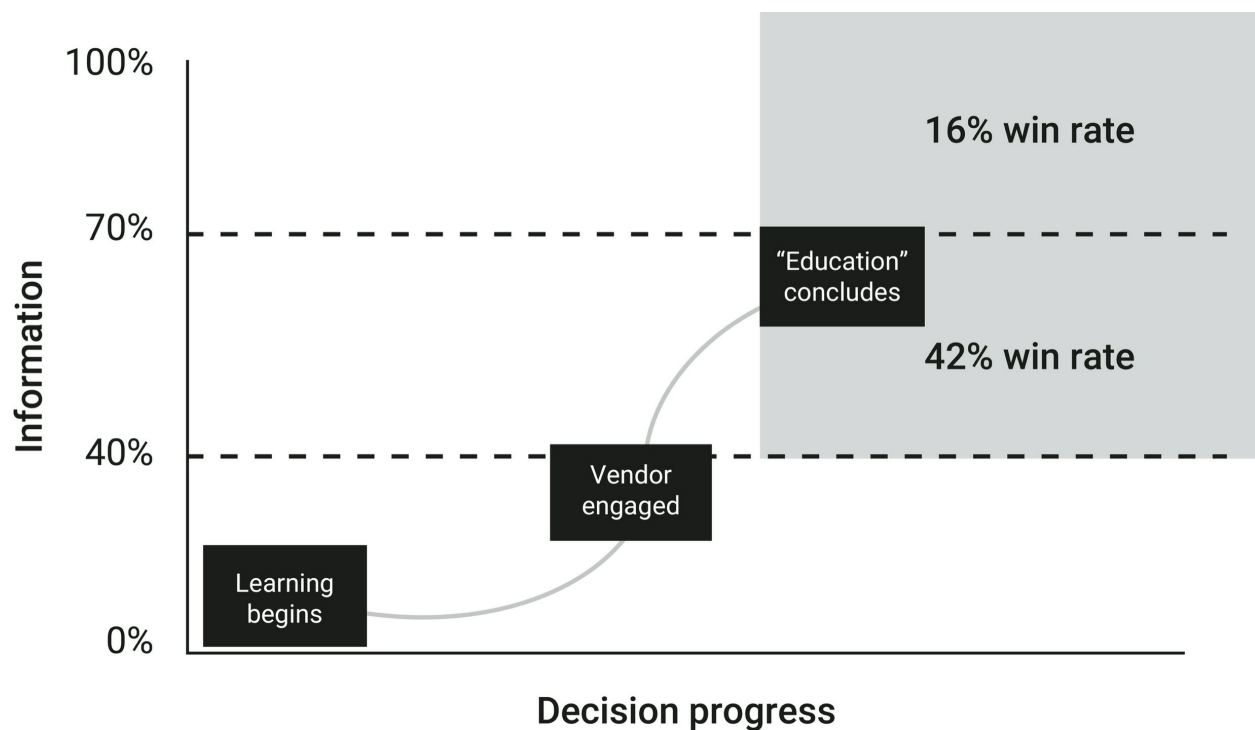 100%
16% win rate
70%
“Education”
concludes
42% win rate
Information
40%
Vendor
engaged
Learning
begins
0%
Decision progress